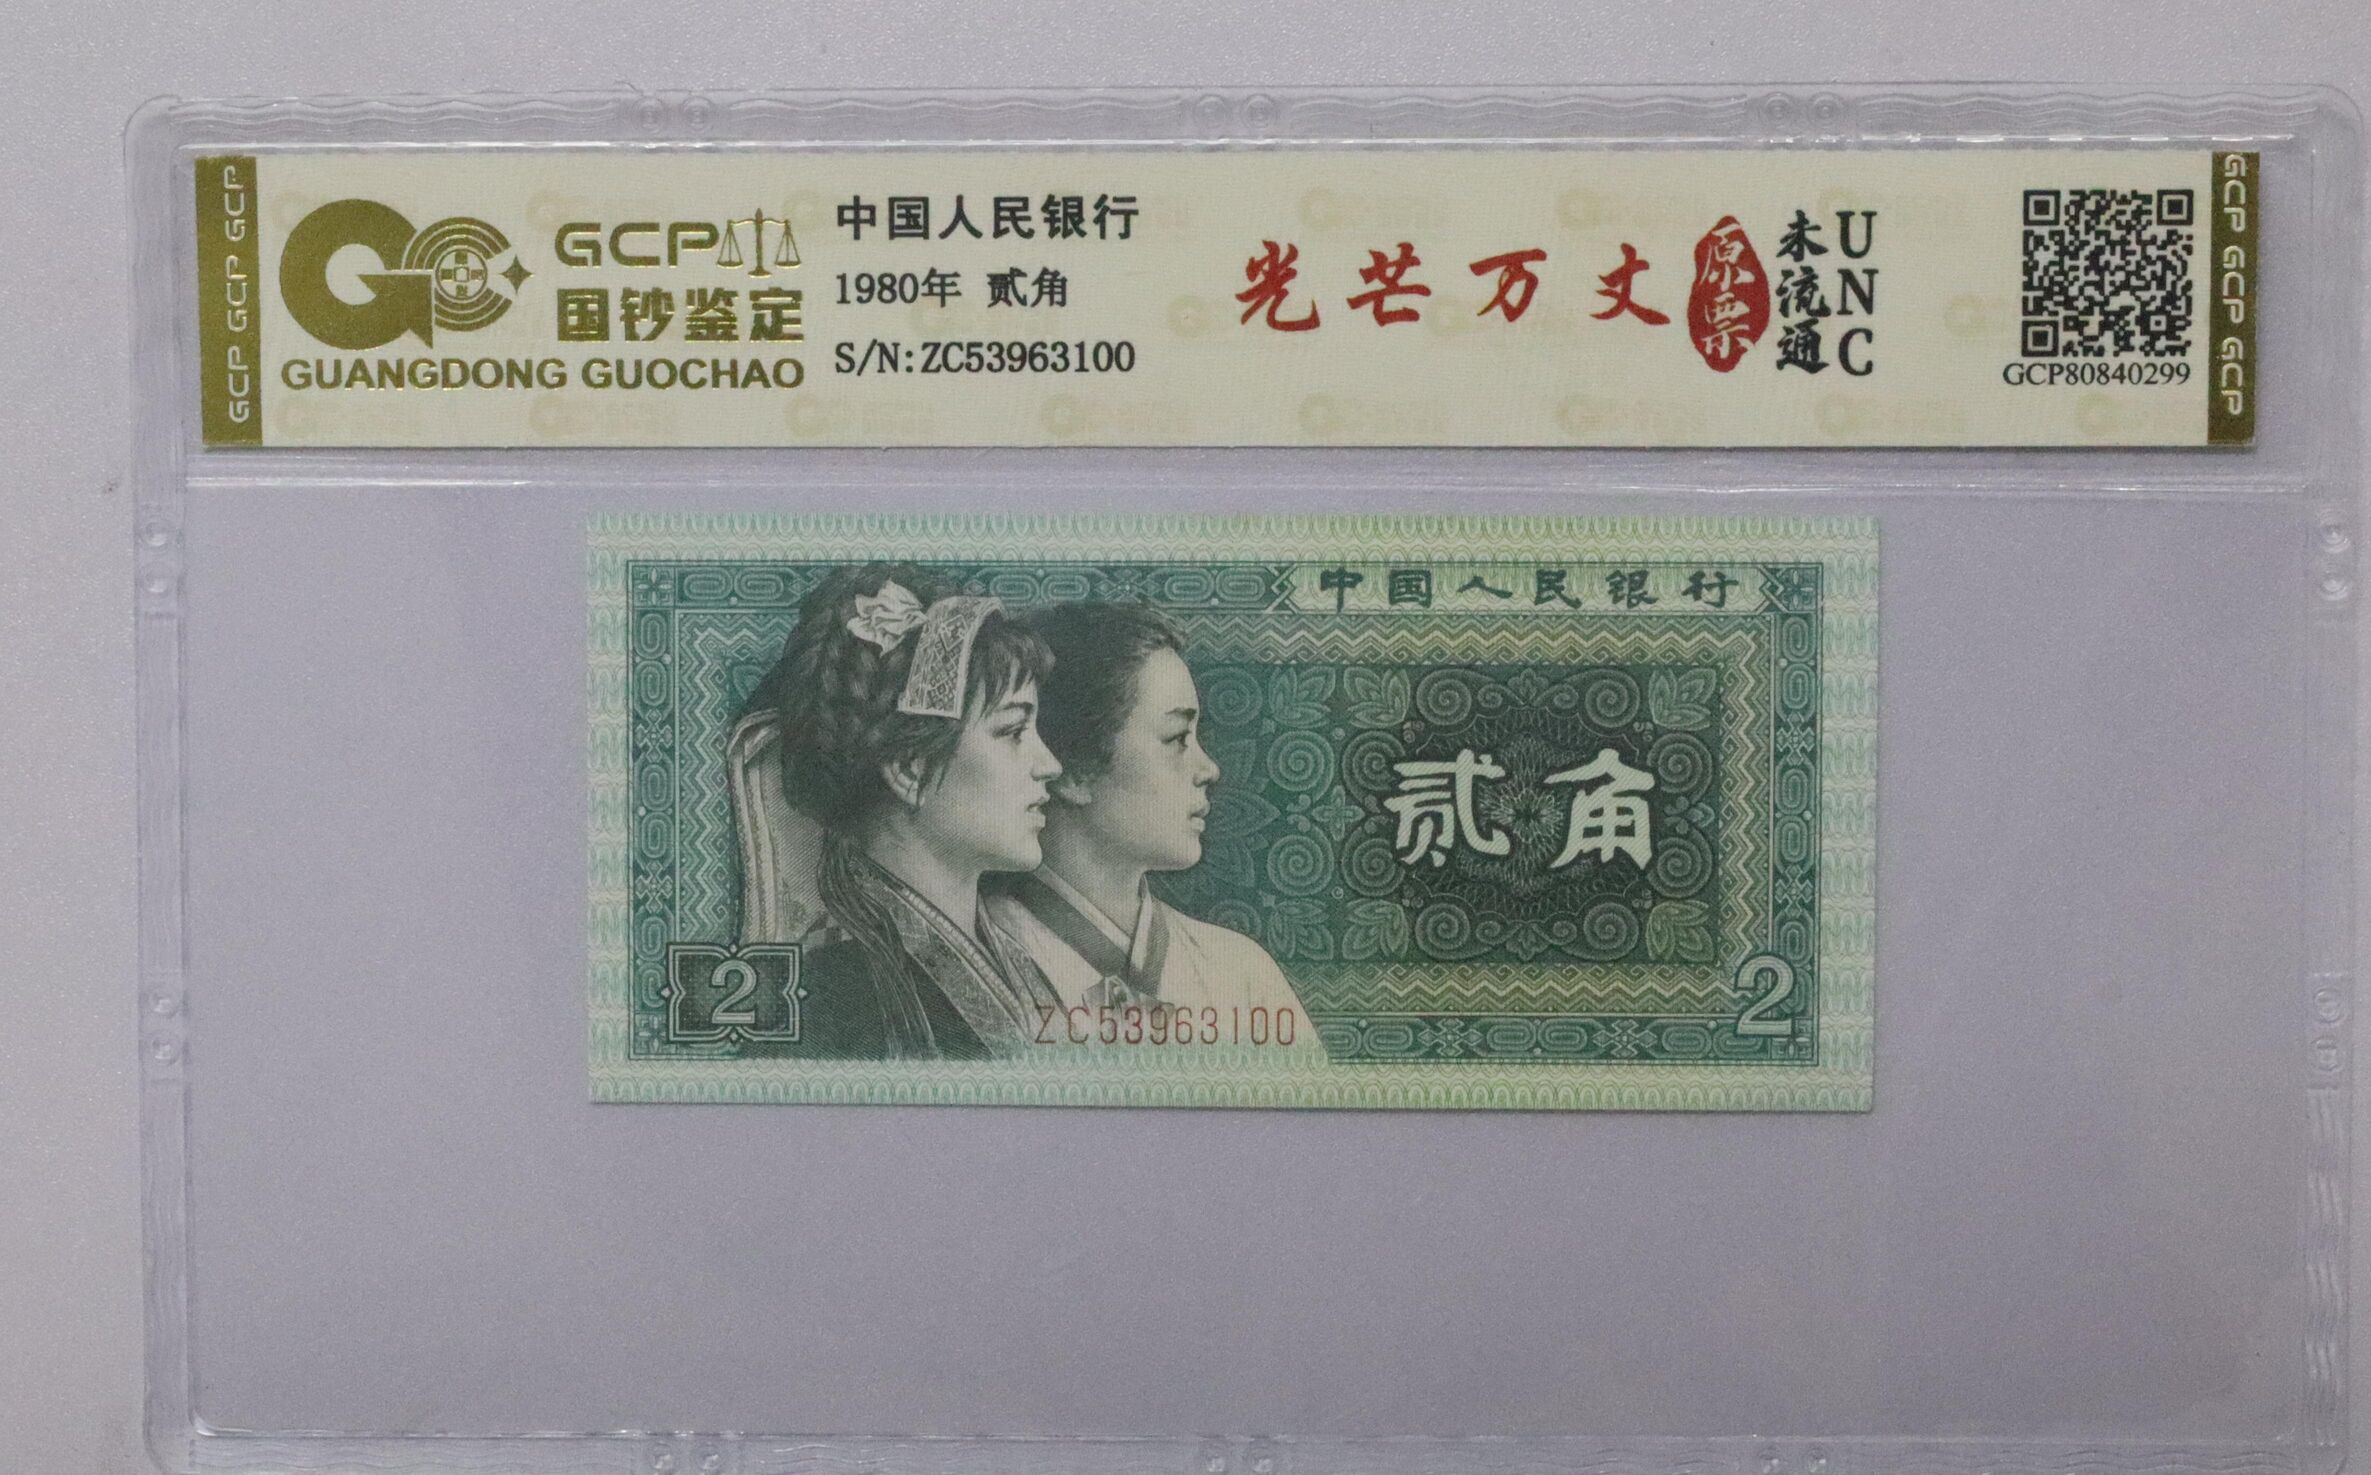 GCP GCP GCP
GCP
国钞鉴定
GUANGDONG GUOCHAO
中国人民银行
1980年 贰角
S/N:ZC53963100
光芒万丈
原票
未流通
UNC
GCP80840299
GCP GCP GCP
中国人民银行
贰角
2
ZC53963100
2